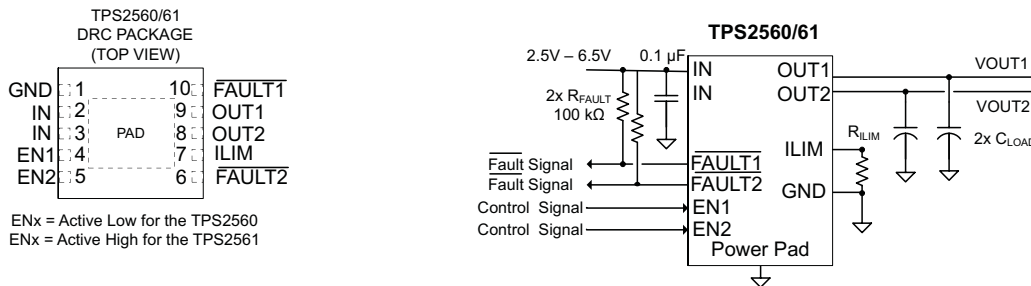 TPS2560/61
DRC PACKAGE
(TOP VIEW)
GND 1 10 FAULT1
IN 2 9 OUT1
IN 3 PAD 8 OUT2
EN1 4 7 ILIM
EN2 5 6 FAULT2
ENx = Active Low for the TPS2560
ENx = Active High for the TPS2561
TPS2560/61
2.5V – 6.5V 0.1 µF IN OUT1 VOUT1
IN OUT2 VOUT2
2x RFAULT
100 kΩ
RILIM 2x CLOAD
ILIM
Fault Signal FAULT1
Fault Signal FAULT2 GND
Control Signal EN1
Control Signal EN2
Power Pad